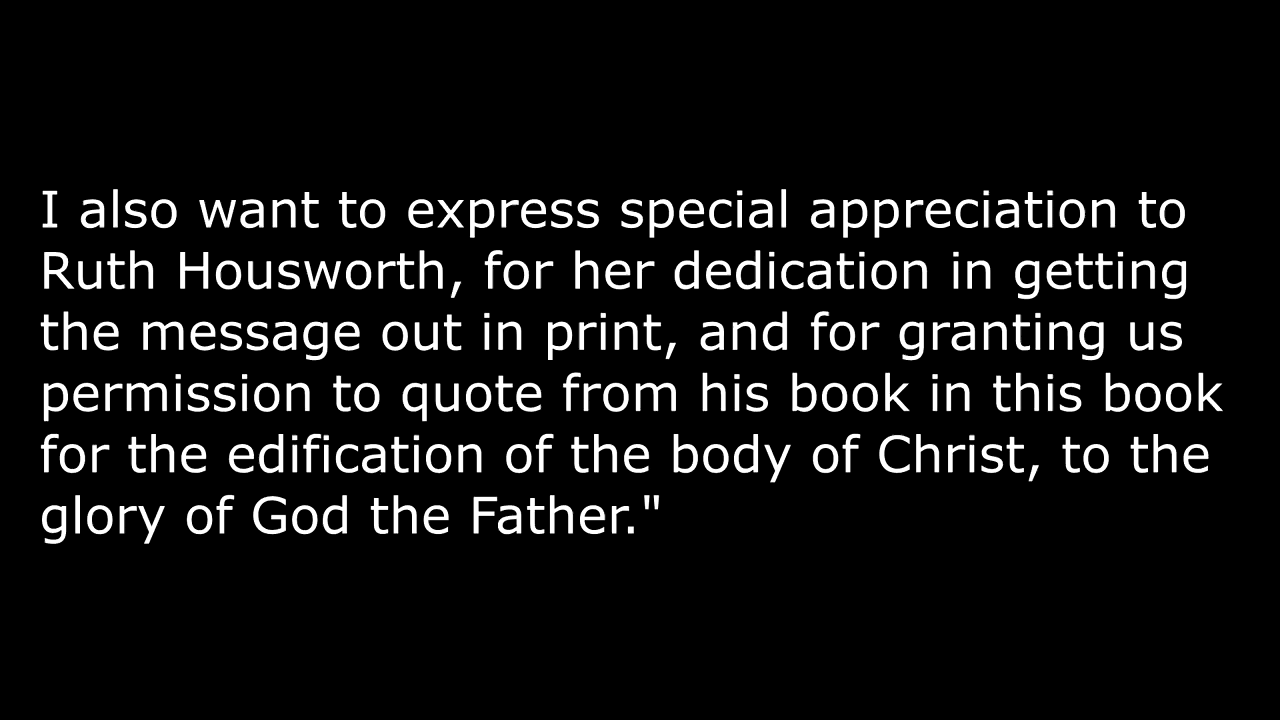 I also want to express special appreciation to
Ruth Housworth, for her dedication in getting
the message out in print, and for granting us
permission to quote from his book in this book
for the edification of the body of Christ, to the
glory of God the Father."